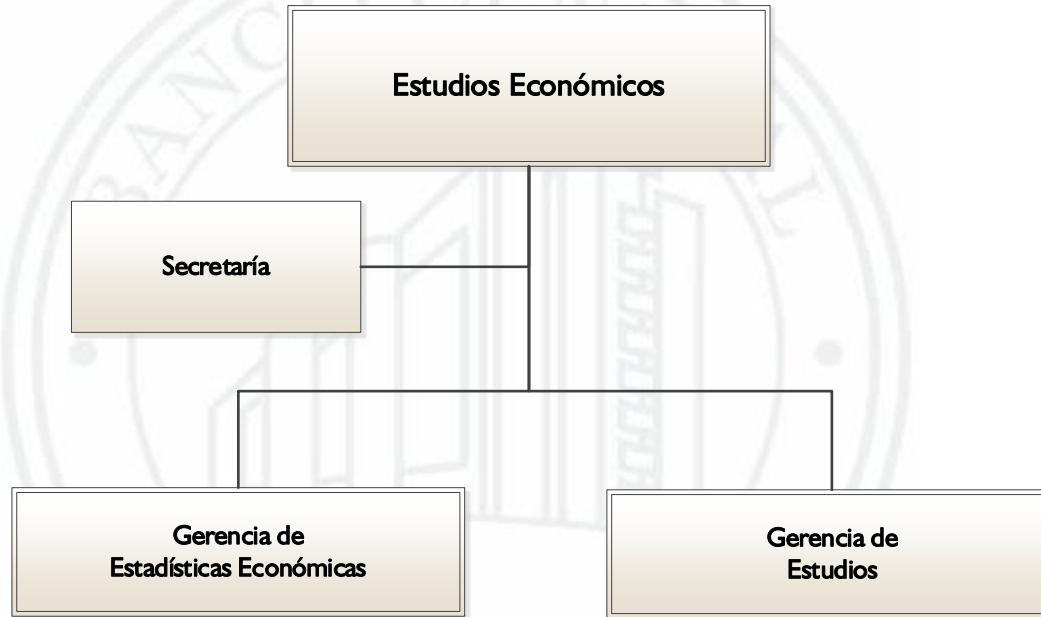 Estudios Económicos
Secretaría
Gerencia de
Estadísticas Económicas
Gerencia de
Estudios